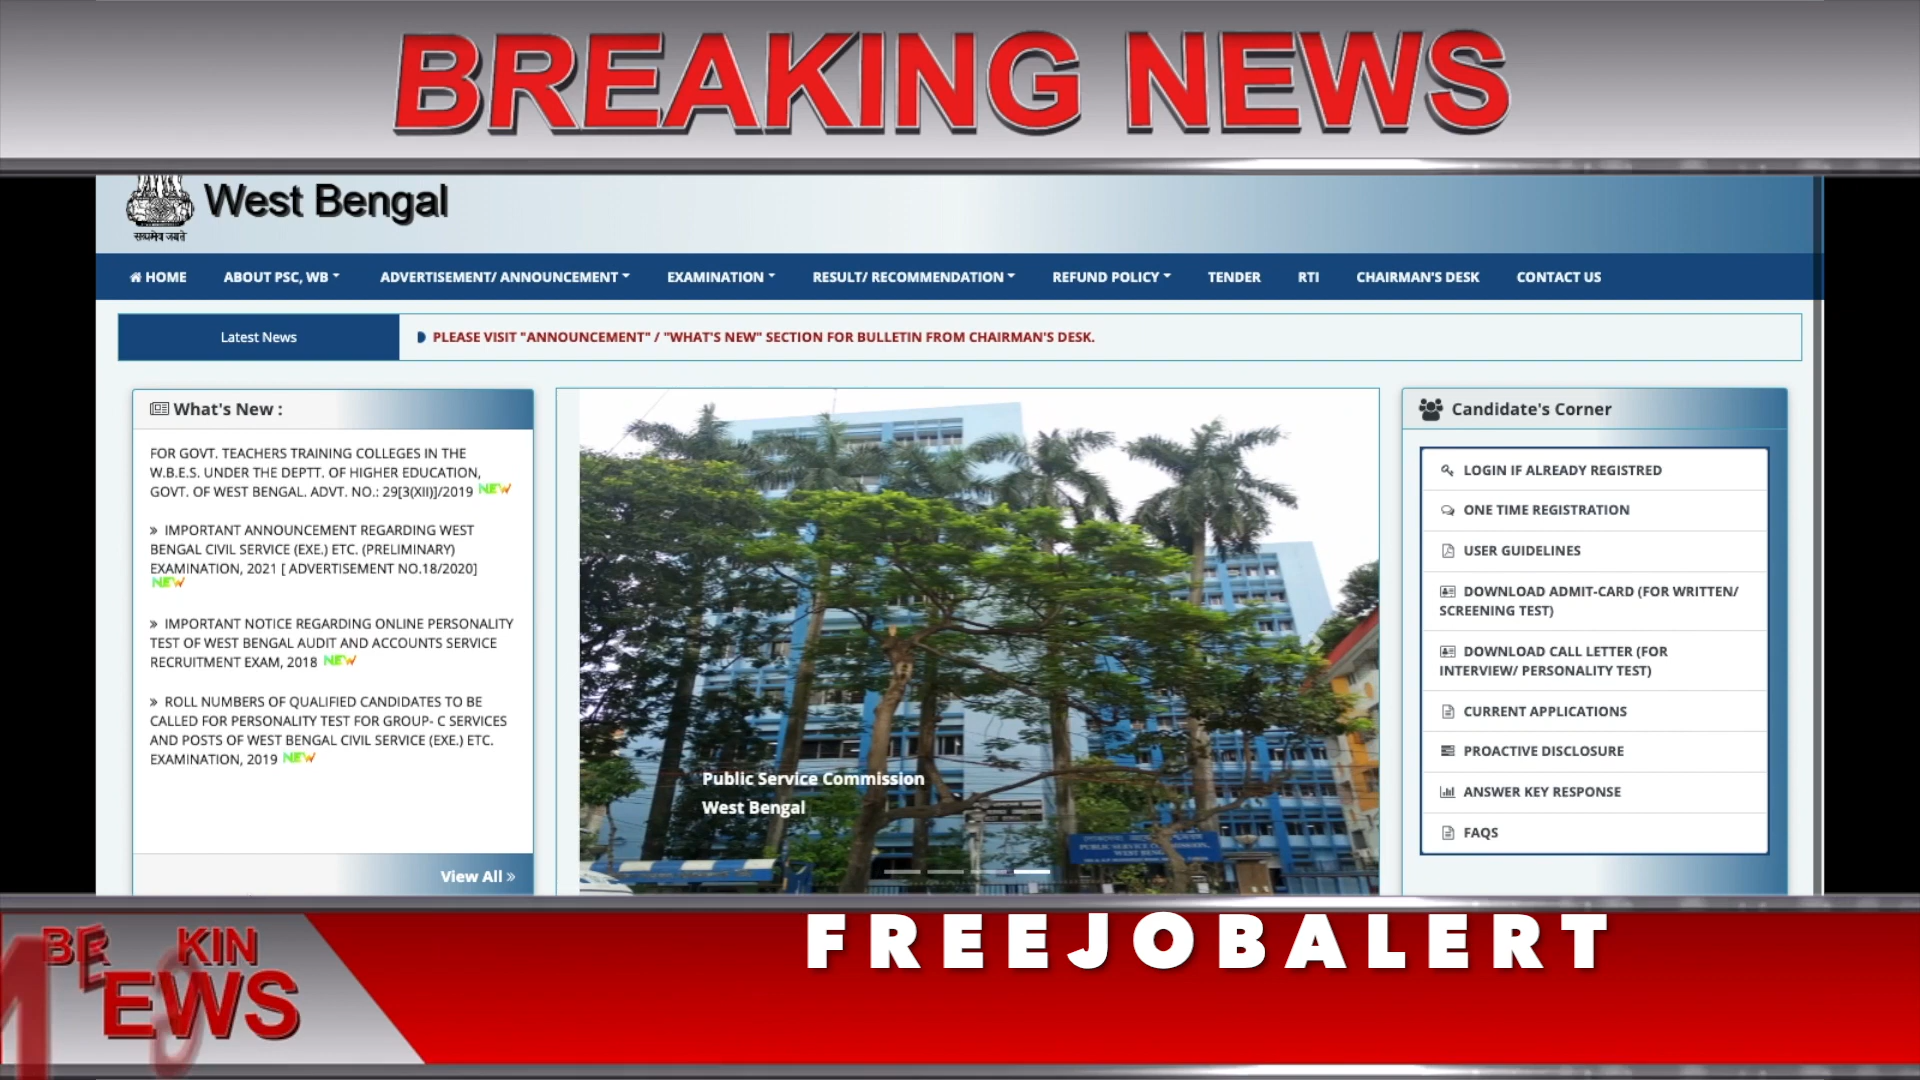 BREAKING NEWS
West Bengal
सत्यमेव जयते
HOME ABOUT PSC, WB ADVERTISEMENT/ ANNOUNCEMENT EXAMINATION RESULT/ RECOMMENDATION REFUND POLICY TENDER RTI CHAIRMAN'S DESK CONTACT US
Latest News
PLEASE VISIT "ANNOUNCEMENT" / "WHAT'S NEW" SECTION FOR BULLETIN FROM CHAIRMAN'S DESK.
What's New :
FOR GOVT. TEACHERS TRAINING COLLEGES IN THE
W.B.E.S. UNDER THE DEPTT. OF HIGHER EDUCATION,
GOVT. OF WEST BENGAL. ADVT. NO.: 29[3(XII)]/2019 NEW
» IMPORTANT ANNOUNCEMENT REGARDING WEST
BENGAL CIVIL SERVICE (EXE.) ETC. (PRELIMINARY)
EXAMINATION, 2021 [ ADVERTISEMENT NO.18/2020]
NEW
» IMPORTANT NOTICE REGARDING ONLINE PERSONALITY
TEST OF WEST BENGAL AUDIT AND ACCOUNTS SERVICE
RECRUITMENT EXAM, 2018 NEW
» ROLL NUMBERS OF QUALIFIED CANDIDATES TO BE
CALLED FOR PERSONALITY TEST FOR GROUP- C SERVICES
AND POSTS OF WEST BENGAL CIVIL SERVICE (EXE.) ETC.
EXAMINATION, 2019 NEW
View All »
Public Service Commission
West Bengal
PUBLIC SERVICE COMMISSION,
WEST BENGAL
Candidate's Corner
LOGIN IF ALREADY REGISTRED
ONE TIME REGISTRATION
USER GUIDELINES
DOWNLOAD ADMIT-CARD (FOR WRITTEN/
SCREENING TEST)
DOWNLOAD CALL LETTER (FOR
INTERVIEW/ PERSONALITY TEST)
CURRENT APPLICATIONS
PROACTIVE DISCLOSURE
ANSWER KEY RESPONSE
FAQS
FREEJOBALERT
BRE KIN
EWS